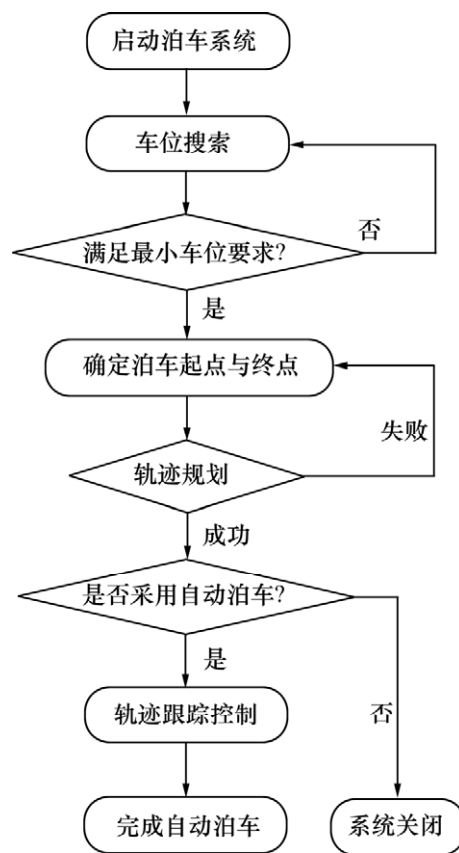 启动泊车系统
车位搜索
满足最小车位要求?
否
是
确定泊车起点与终点
失败
轨迹规划
成功
是否采用自动泊车?
是
轨迹跟踪控制
否
完成自动泊车
系统关闭